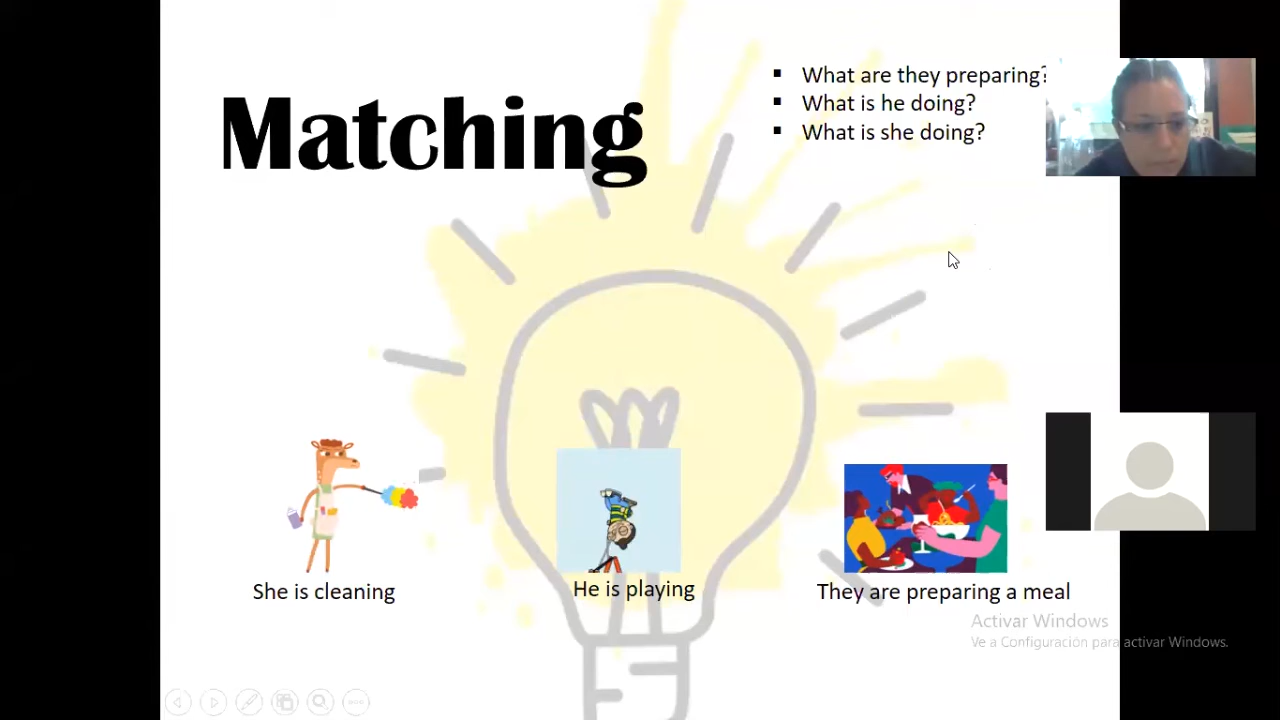 Matching
What are they preparing?
What is he doing?
What is she doing?
She is cleaning
He is playing
They are preparing a meal
Activar Windows
Ve a Configuración para activar Windows.